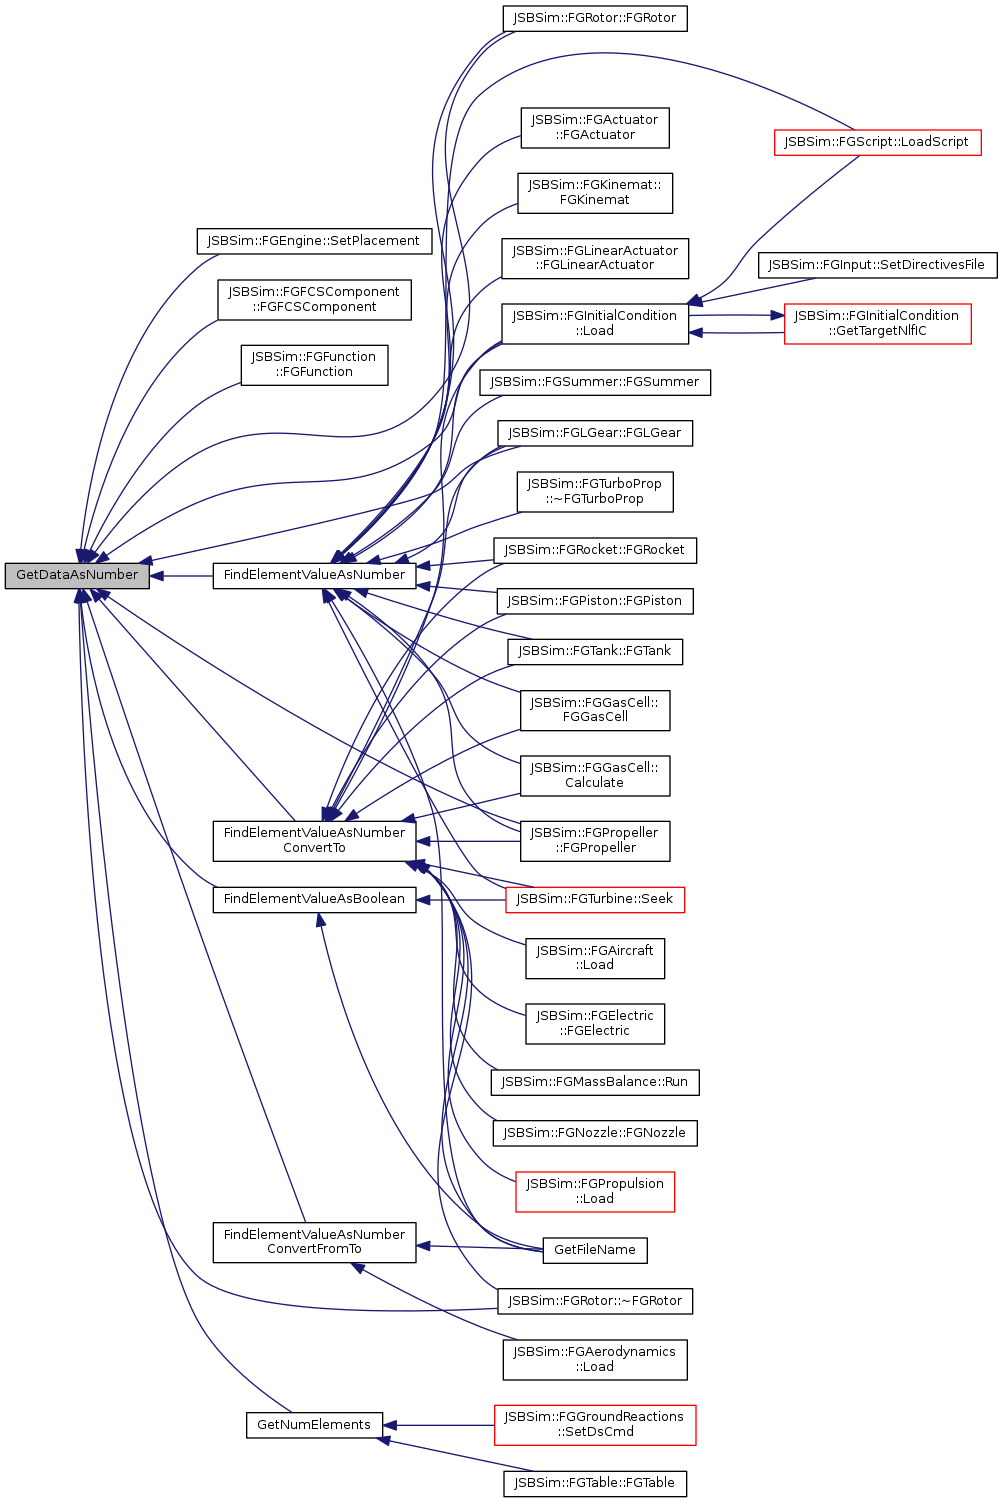 JSBSim::FGRotor::FGRotor
JSBSim::FGActuator
::FGActuator
JSBSim::FGScript::LoadScript
JSBSim::FGKinemat::
FGKinemat
JSBSim::FGEngine::SetPlacement
JSBSim::FGLinearActuator
::FGLinearActuator
JSBSim::FGInput::SetDirectivesFile
JSBSim::FGFCSComponent
::FGFCSComponent
JSBSim::FGInitialCondition
::Load
JSBSim::FGInitialCondition
::GetTargetNlfIC
JSBSim::FGFunction
::FGFunction
JSBSim::FGSummer::FGSummer
JSBSim::FGLGear::FGLGear
JSBSim::FGTurboProp
::~FGTurboProp
JSBSim::FGRocket::FGRocket
GetDataAsNumber
FindElementValueAsNumber
JSBSim::FGPiston::FGPiston
JSBSim::FGTank::FGTank
JSBSim::FGGasCell::
FGGasCell
JSBSim::FGGasCell::
Calculate
FindElementValueAsNumber
ConvertTo
JSBSim::FGPropeller
::FGPropeller
FindElementValueAsBoolean
JSBSim::FGTurbine::Seek
JSBSim::FGAircraft
::Load
JSBSim::FGElectric
::FGElectric
JSBSim::FGMassBalance::Run
JSBSim::FGNozzle::FGNozzle
JSBSim::FGPropulsion
::Load
FindElementValueAsNumber
ConvertFromTo
GetFileName
JSBSim::FGRotor::~FGRotor
JSBSim::FGAerodynamics
::Load
GetNumElements
JSBSim::FGGroundReactions
::SetDsCmd
JSBSim::FGTable::FGTable